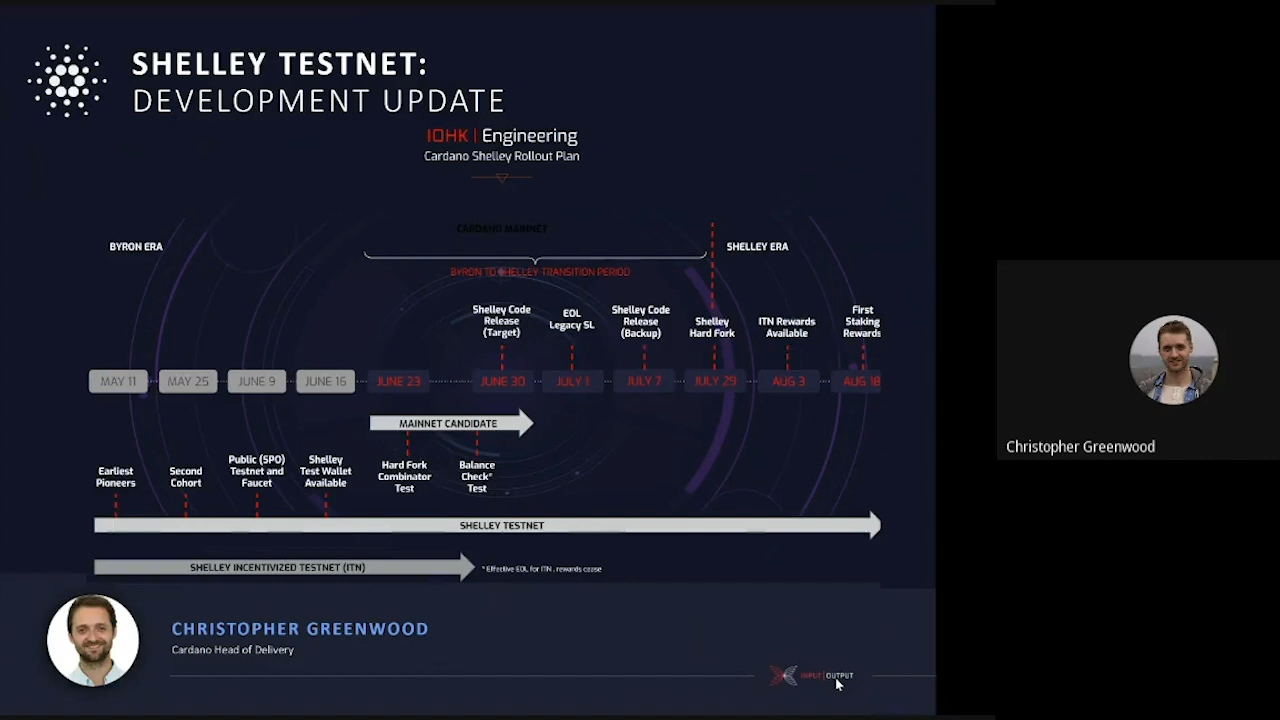 SHELLEY TESTNET:
DEVELOPMENT UPDATE
IOHK | Engineering
Cardano Shelley Rollout Plan
CARDANO MAINNET
BYRON ERA
SHELLEY ERA
BYRON TO SHELLEY TRANSITION PERIOD
Shelley Code
Release
(Target)
EOL
Legacy SL
Shelley Code
Release
(Backup)
Shelley
Hard Fork
ITN Rewards
Available
First
Staking
Rewards
MAY 11
MAY 25
JUNE 9
JUNE 16
JUNE 23
JUNE 30
JULY 1
JULY 7
JULY 29
AUG 3
AUG 18
MAINNET CANDIDATE
Earliest
Pioneers
Second
Cohort
Public (SPO)
Testnet and
Faucet
Shelley
Test Wallet
Available
Hard Fork
Combinator
Test
Balance
Check*
Test
SHELLEY TESTNET
SHELLEY INCENTIVIZED TESTNET (ITN)
* Effective EOL for ITN , rewards cease
CHRISTOPHER GREENWOOD
Cardano Head of Delivery
INPUT | OUTPUT
Christopher Greenwood